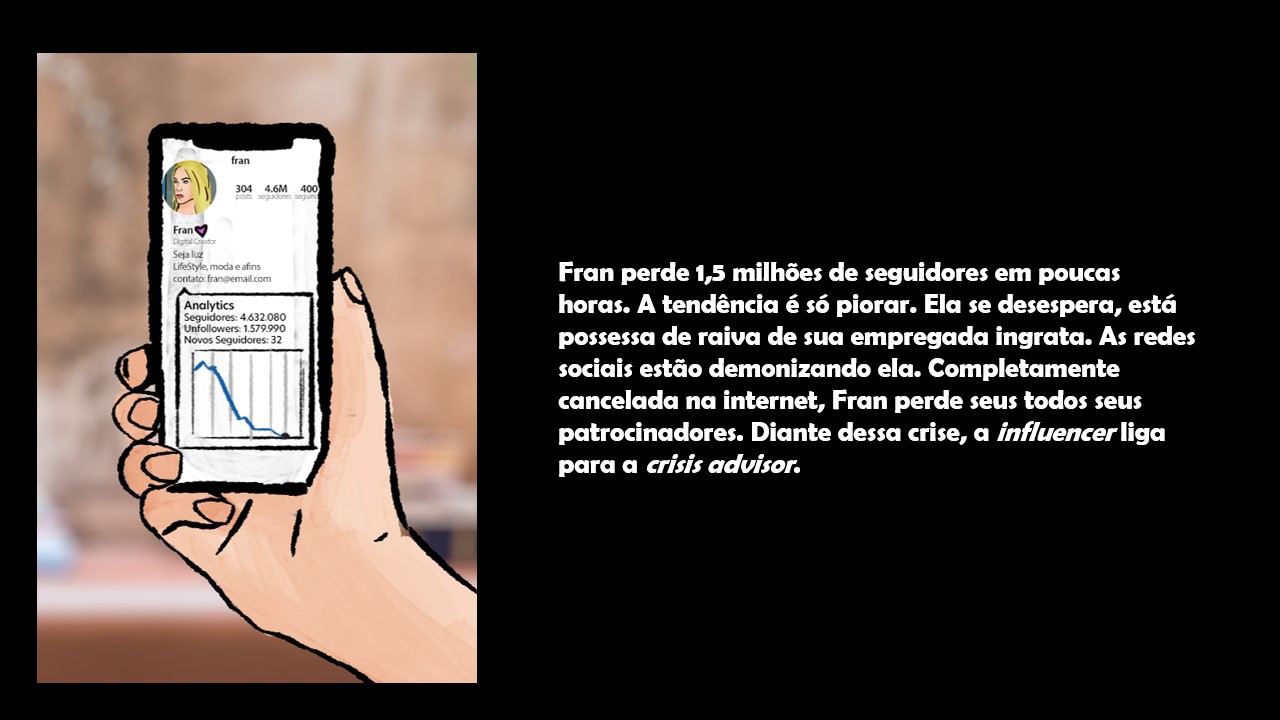 fran
304 4.6M 400
posts seguidores seguind
Fran
Digital Creator
Seja luz
LifeStyle, moda e afins
contato: fran@email.com
Analytics
Seguidores: 4.632.080
Unfollowers: 1.579.990
Novos Seguidores: 32
Fran perde 1,5 milhões de seguidores em poucas
horas. A tendência é só piorar. Ela se desespera, está
possessa de raiva de sua empregada ingrata. As redes
sociais estão demonizando ela. Completamente
cancelada na internet, Fran perde seus todos seus
patrocinadores. Diante dessa crise, a influencer liga
para a crisis advisor.